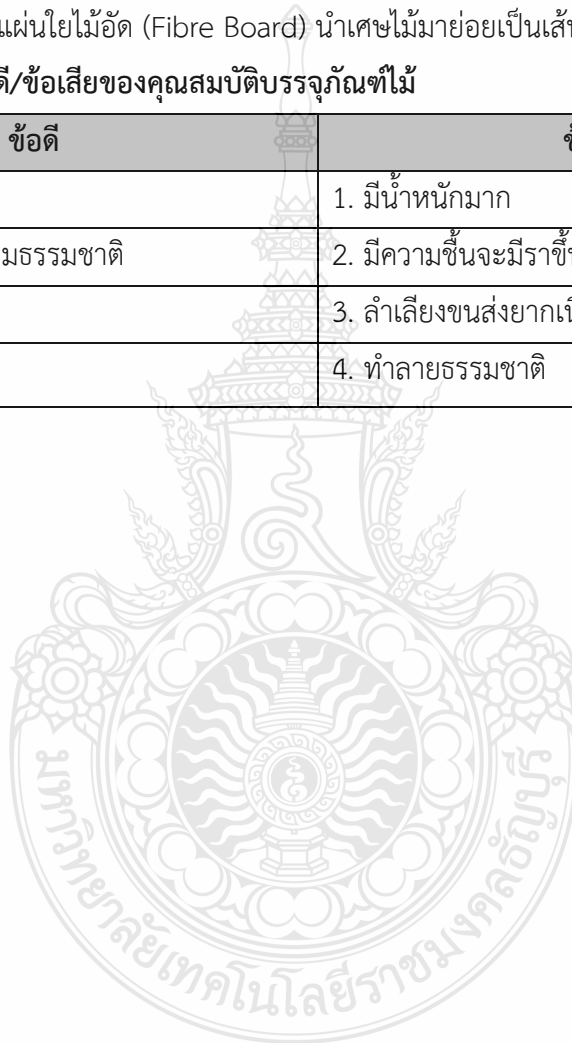 แผ่นใยไม้อัด (Fibre Board) นำเศษไม้มาย่อยเป็นเส้น
ดี/ข้อเสียของคุณสมบัติบรรจุภัณฑ์ไม้
ข้อดี
1. มีน้ำหนักมาก
มธรรมชาติ 2. มีความชื้นจะมีราขึ้น
3. ลำเลียงขนส่งยาก
4. ทำลายธรรมชาติ
มหาวิทยาลัยเทคโนโลยีราชมงคลธัญบุรี